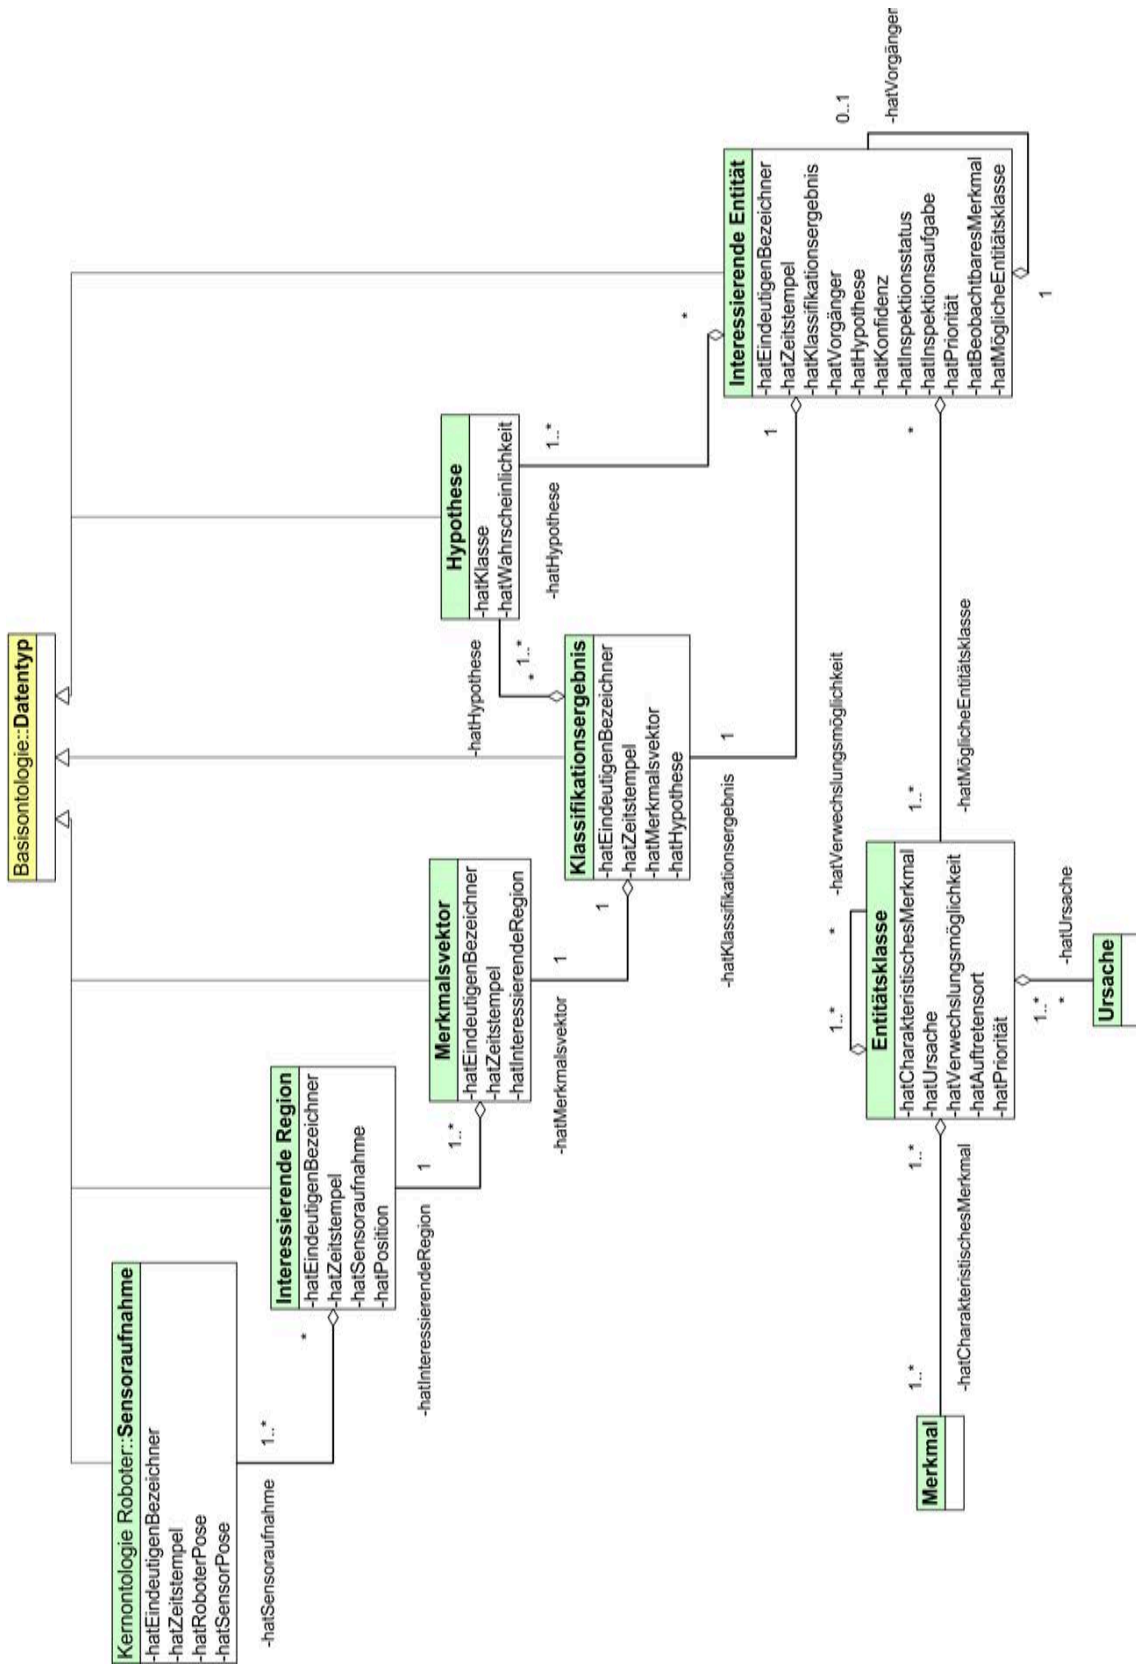 Basisontologie::Datentyp
Kernontologie Roboter::Sensoraufnahme
-hatEindeutigenBezeichner
-hatZeitstempel
-hatRoboterPose
-hatSensorPose
-hatSensoraufnahme
1..*
*
Interessierende Region
-hatEindeutigenBezeichner
-hatZeitstempel
-hatSensoraufnahme
-hatPosition
-hatInteressierendeRegion
1
1..*
Merkmalsvektor
-hatEindeutigenBezeichner
-hatZeitstempel
-hatInteressierendeRegion
-hatMerkmalsvektor
1
1
Klassifikationsergebnis
-hatEindeutigenBezeichner
-hatZeitstempel
-hatMerkmalsvektor
-hatHypothese
-hatHypothese
*
1..*
Hypothese
-hatKlasse
-hatWahrscheinlichkeit
-hatHypothese
1..*
*
-hatKlassifikationsergebnis
1
1
Interessierende Entität
-hatEindeutigenBezeichner
-hatZeitstempel
-hatKlassifikationsergebnis
-hatVorgänger
-hatHypothese
-hatKonfidenz
-hatInspektionsstatus
-hatInspektionsaufgabe
-hatPriorität
-hatBeobachtbaresMerkmal
-hatMöglicheEntitätsklasse
0..1
-hatVorgänger
1
*
1..*
-hatMöglicheEntitätsklasse
-hatVerwechslungsmöglichkeit
1..*
*
Entitätsklasse
-hatCharakteristischesMerkmal
-hatUrsache
-hatVerwechslungsmöglichkeit
-hatAuftretensort
-hatPriorität
1..*
1..*
-hatCharakteristischesMerkmal
Merkmal
1..*
*
-hatUrsache
Ursache